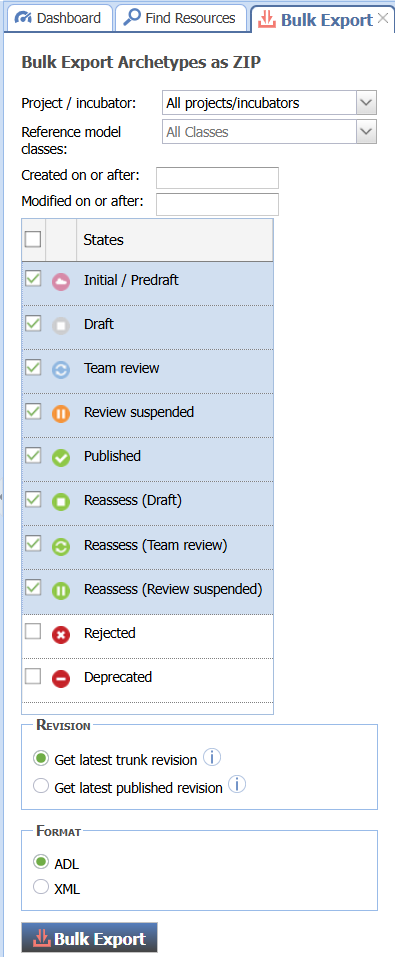 Dashboard Find Resources Bulk Export
Bulk Export Archetypes as ZIP
Project / incubator: All projects/incubators
Reference model All Classes
classes:
Created on or after:
Modified on or after:
States
Initial / Predraft
Draft
Team review
Review suspended
Published
Reassess (Draft)
Reassess (Team review)
Reassess (Review suspended)
Rejected
Deprecated
Revision
Get latest trunk revision
Get latest published revision
Format
ADL
XML
Bulk Export